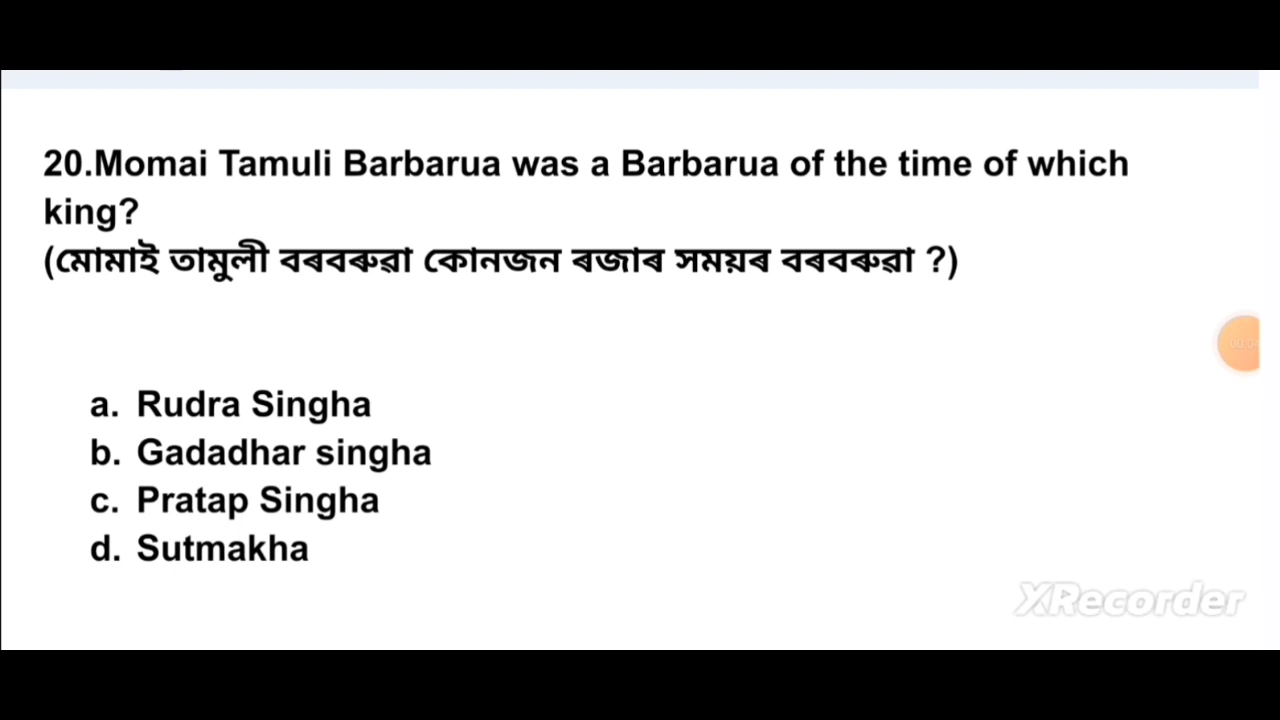 20.Momai Tamuli Barbarua was a Barbarua of the time of which
king?
(মোমাই তামুলী বৰবৰুৱা কোনজন ৰজাৰ সময়ৰ বৰবৰুৱা ?)
a. Rudra Singha
b. Gadadhar singha
c. Pratap Singha
d. Sutmakha
XRecorder